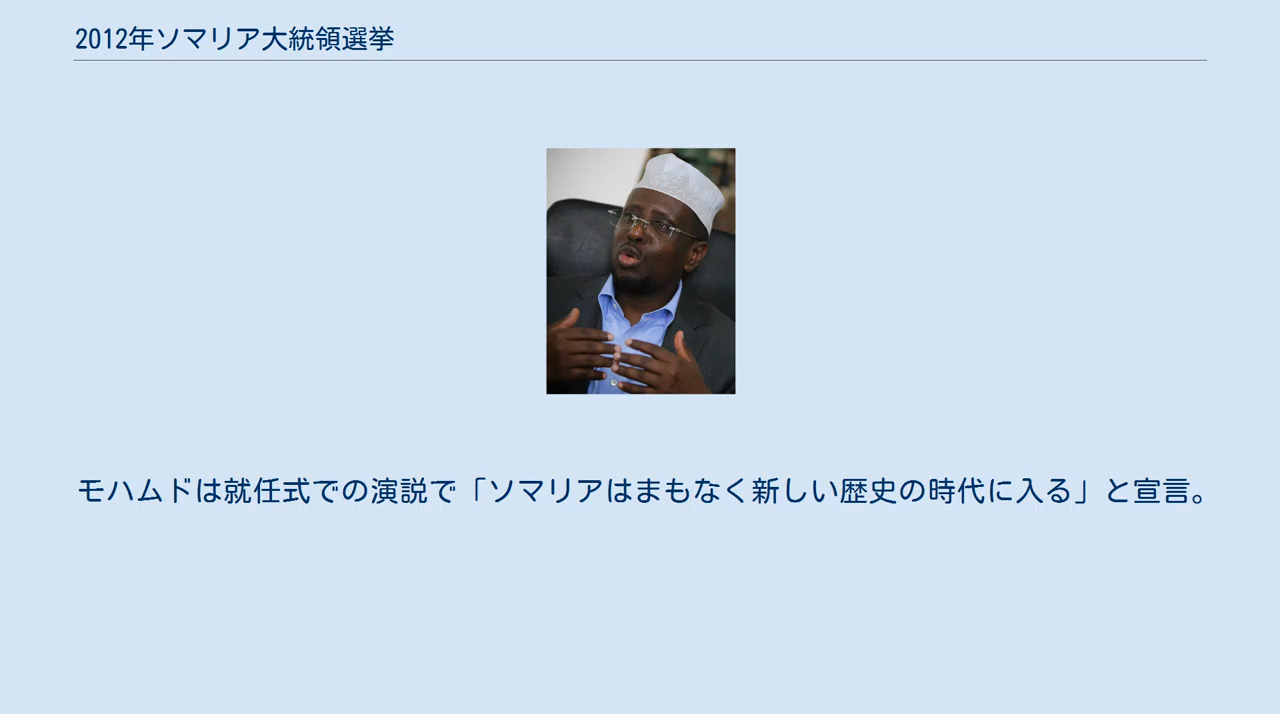 2012年ソマリア大統領選挙
モハムドは就任式での演説で「ソマリアはまもなく新しい歴史の時代に入る」と宣言。